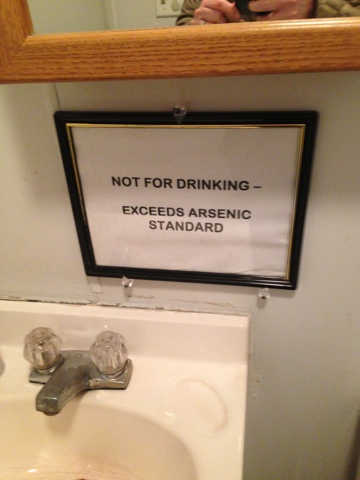 NOT FOR DRINKING –
EXCEEDS ARSENIC
STANDARD